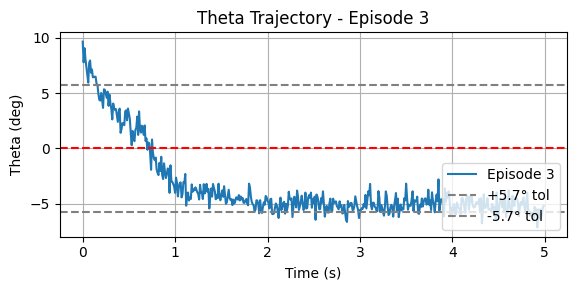 Theta Trajectory - Episode 3
10
5
0
−5
Theta (deg)
Episode 3
+5.7° tol
-5.7° tol
0
1
2
3
4
5
Time (s)